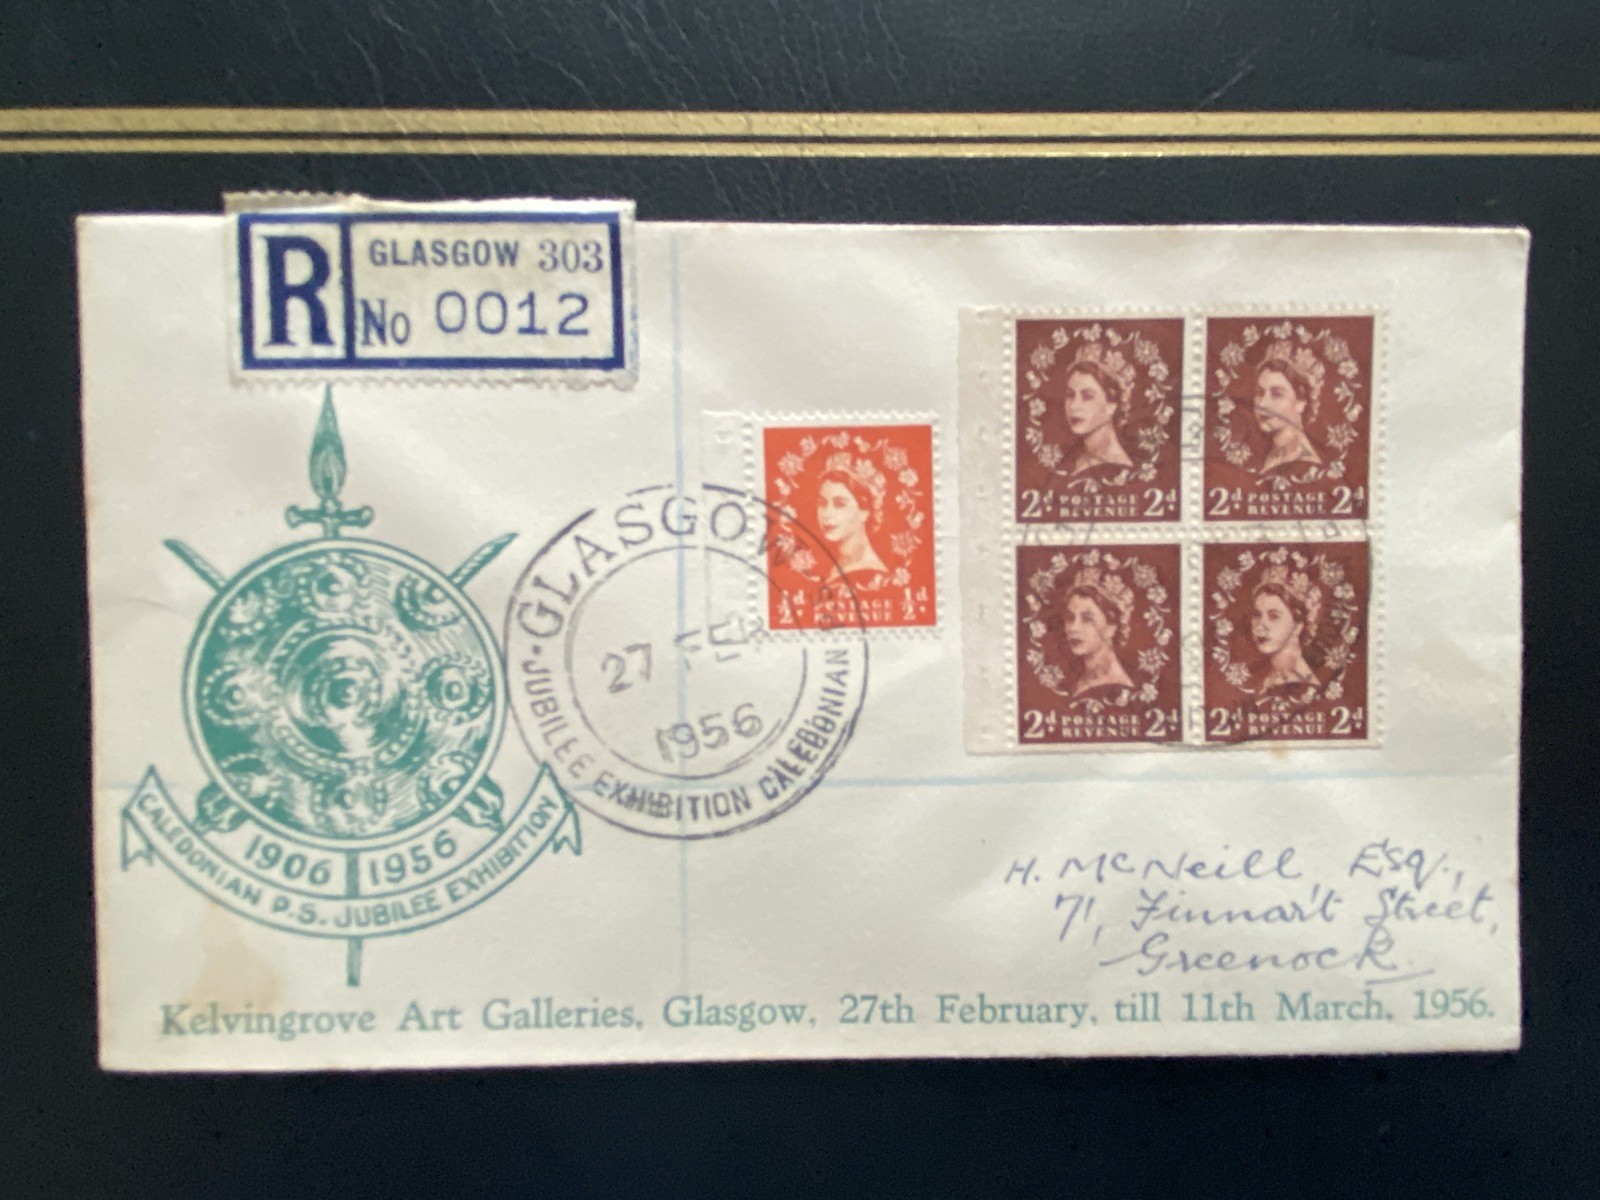 R GLASGOW 303
No 0012
1/2d POSTAGE 1/2d
REVENUE
2d POSTAGE 2d
REVENUE
2d POSTAGE 2d
REVENUE
2d POSTAGE 2d
REVENUE
2d POSTAGE 2d
REVENUE
GLASGOW
27 FEB
1956
JUBILEE EXHIBITION CALEDONIAN
1906 1956
CALEDONIAN P.S. JUBILEE EXHIBITION
H. McNeill Esq.,
71, Finnart Street,
Greenock.
Kelvingrove Art Galleries, Glasgow, 27th February, till 11th March, 1956.